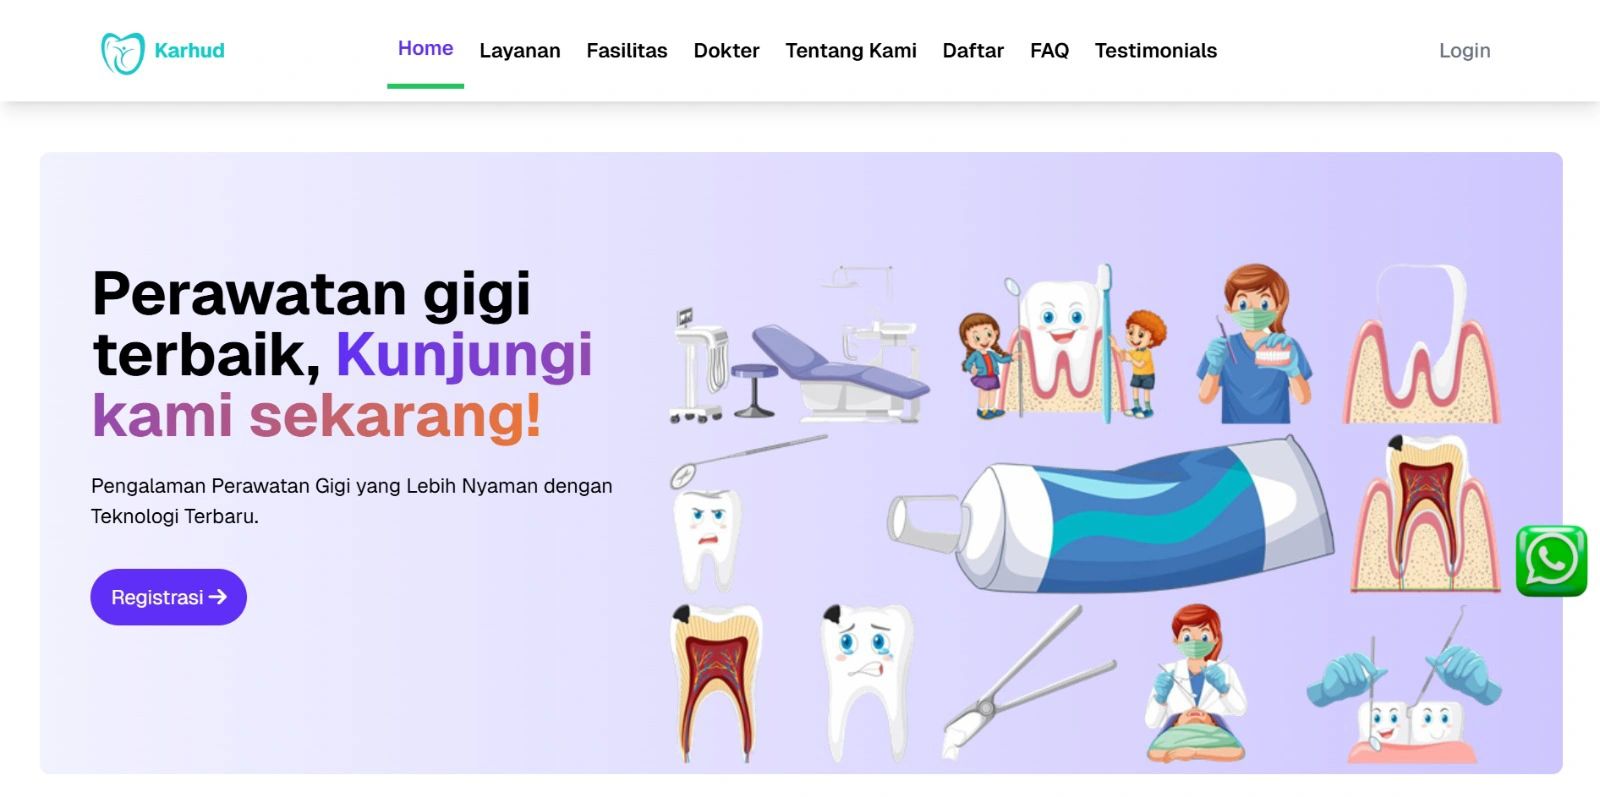 Karhud
Home Layanan Fasilitas Dokter Tentang Kami Daftar FAQ Testimonials
Login
Perawatan gigi
terbaik, Kunjungi
kami sekarang!
Pengalaman Perawatan Gigi yang Lebih Nyaman dengan
Teknologi Terbaru.
Registrasi